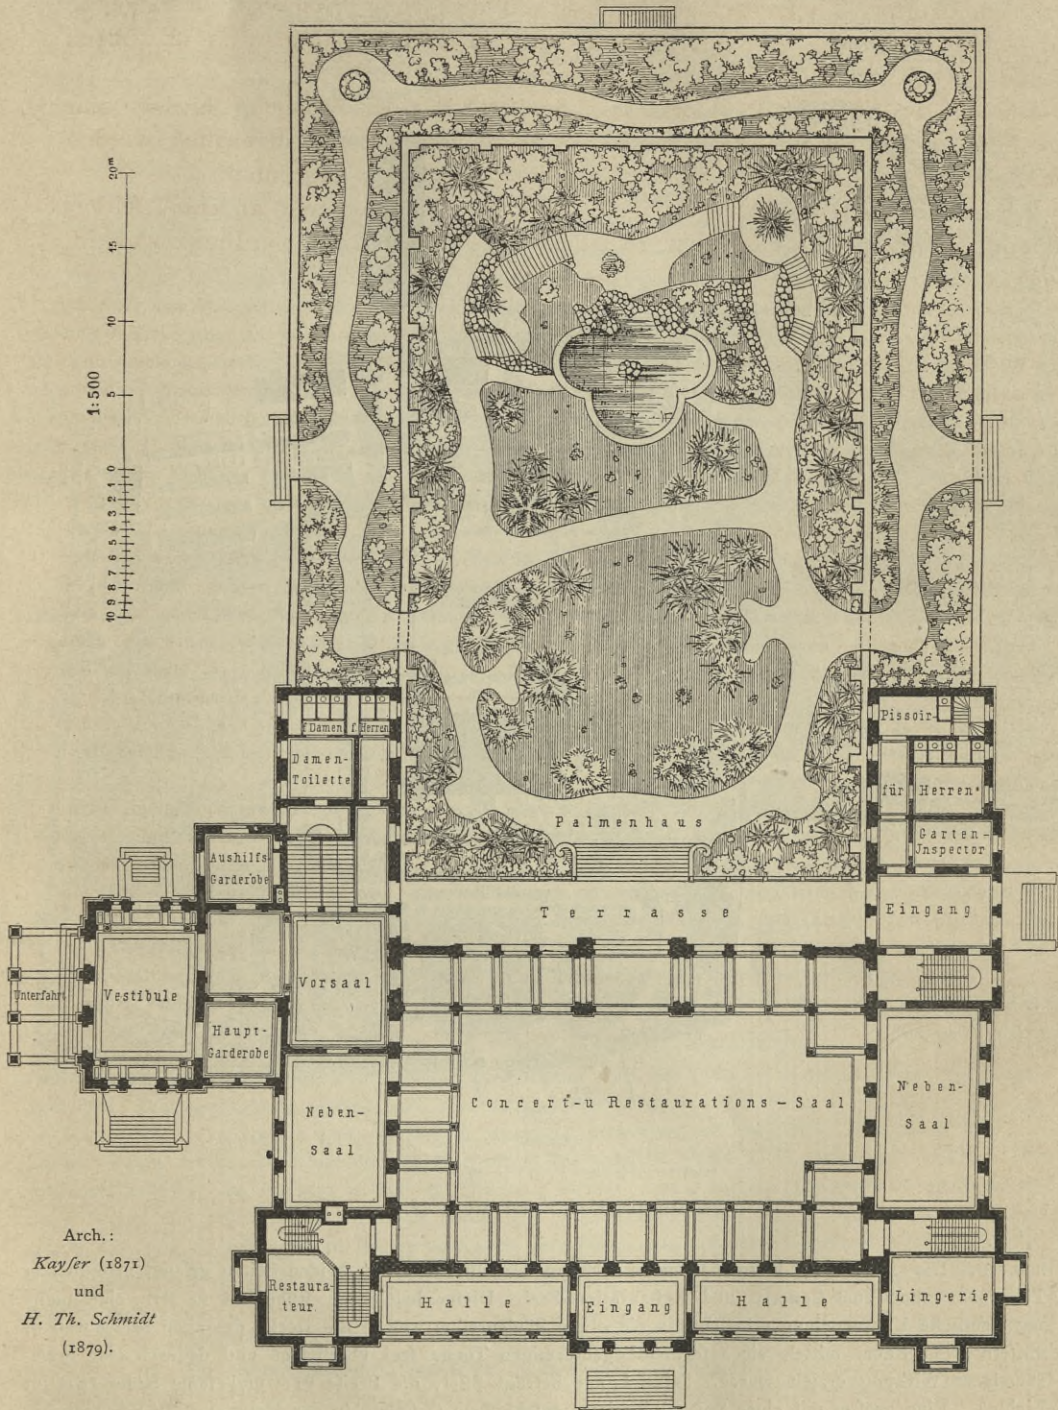 20m
15
10
5
0
1
2
3
4
5
6
7
8
9
10
1:500
f Damen f Herren
Damen-
Toilette
Pissoir-
für
Herren
Garten-
Jnspector
Palmenhaus
Terrasse
Eingang
Aushilfs-
Garderobe
Unterfahrt
Vestibule
Vorsaal
Haupt-
Garderobe
Neben-
Saal
Concert-u Restaurations-Saal
Neben-
Saal
Restaura-
teur
Halle
Eingang
Halle
Lingerie
Arch.:
Kayſer (1871)
und
H. Th. Schmidt
(1879).